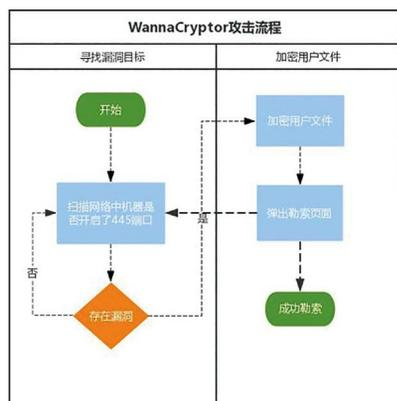 WannaCryptor攻击流程
寻找漏洞目标
加密用户文件
开始
加密用户文件
扫描网络中机器是
否开启了445端口
是
弹出勒索页面
否
存在漏洞
成功勒索